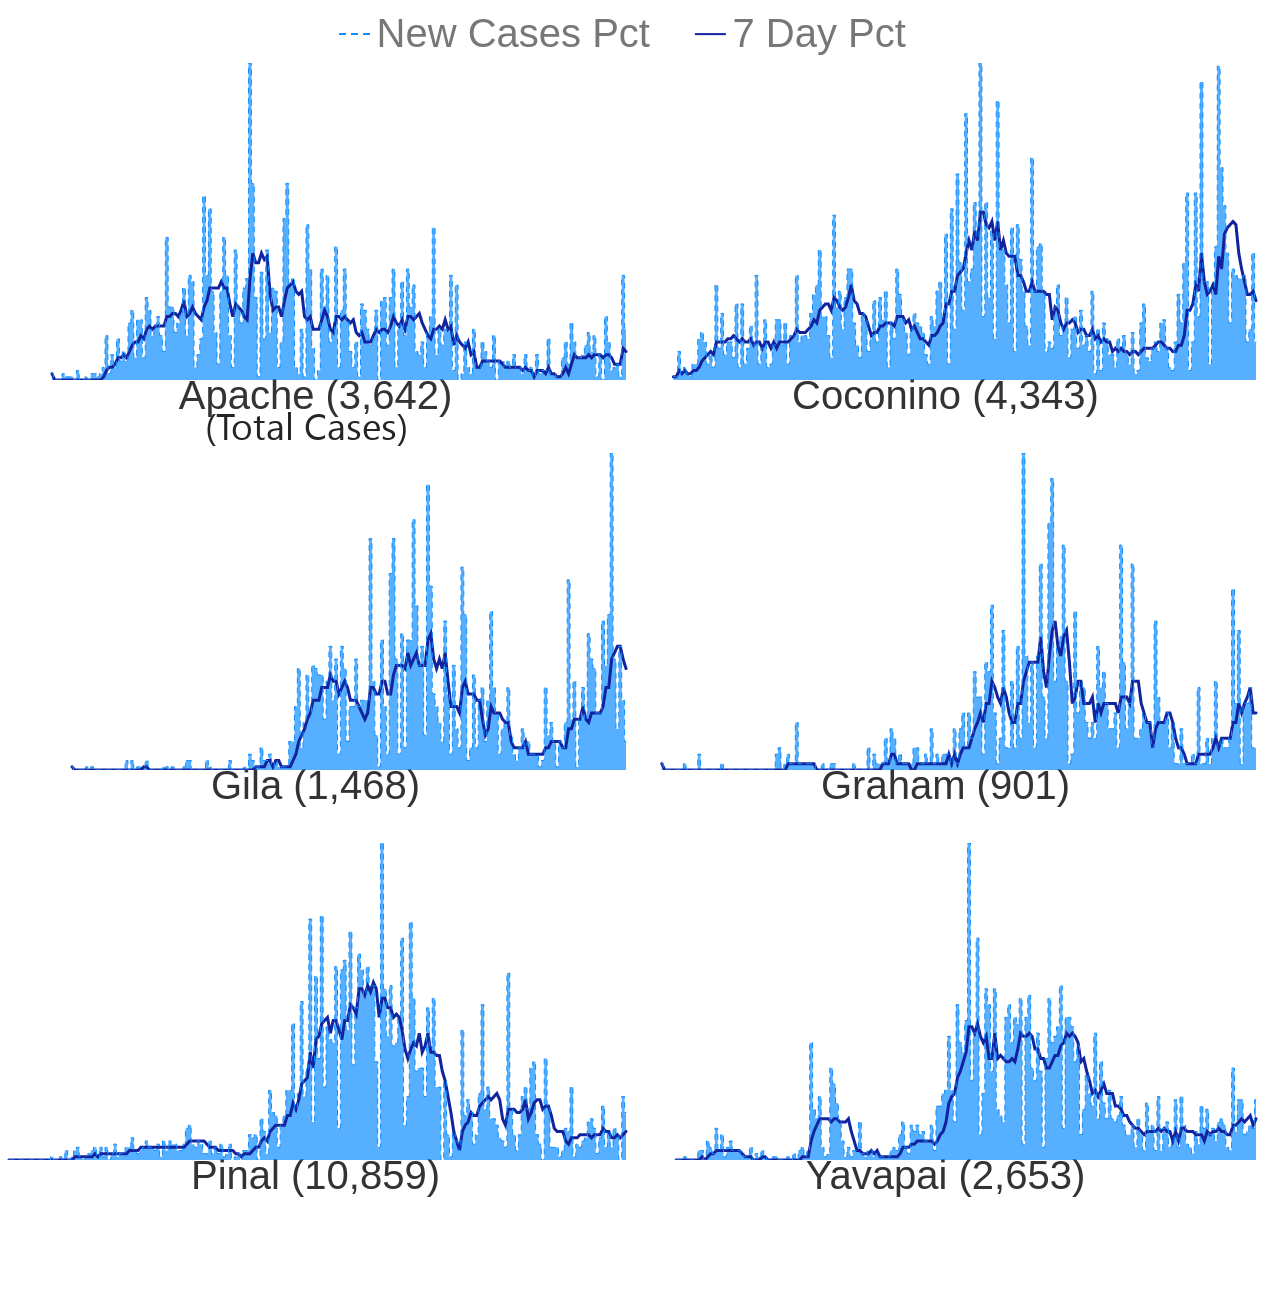 New Cases Pct 7 Day Pct
Apache (3,642) Coconino (4,343)
(Total Cases)
Gila (1,468) Graham (901)
Pinal (10,859) Yavapai (2,653)